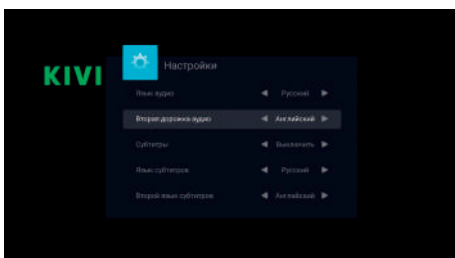 KIVI
Настройки
Язык аудио Русский
Вторая дорожка аудио Английский
Субтитры Выключить
Язык субтитров Русский
Второй язык субтитров Английский